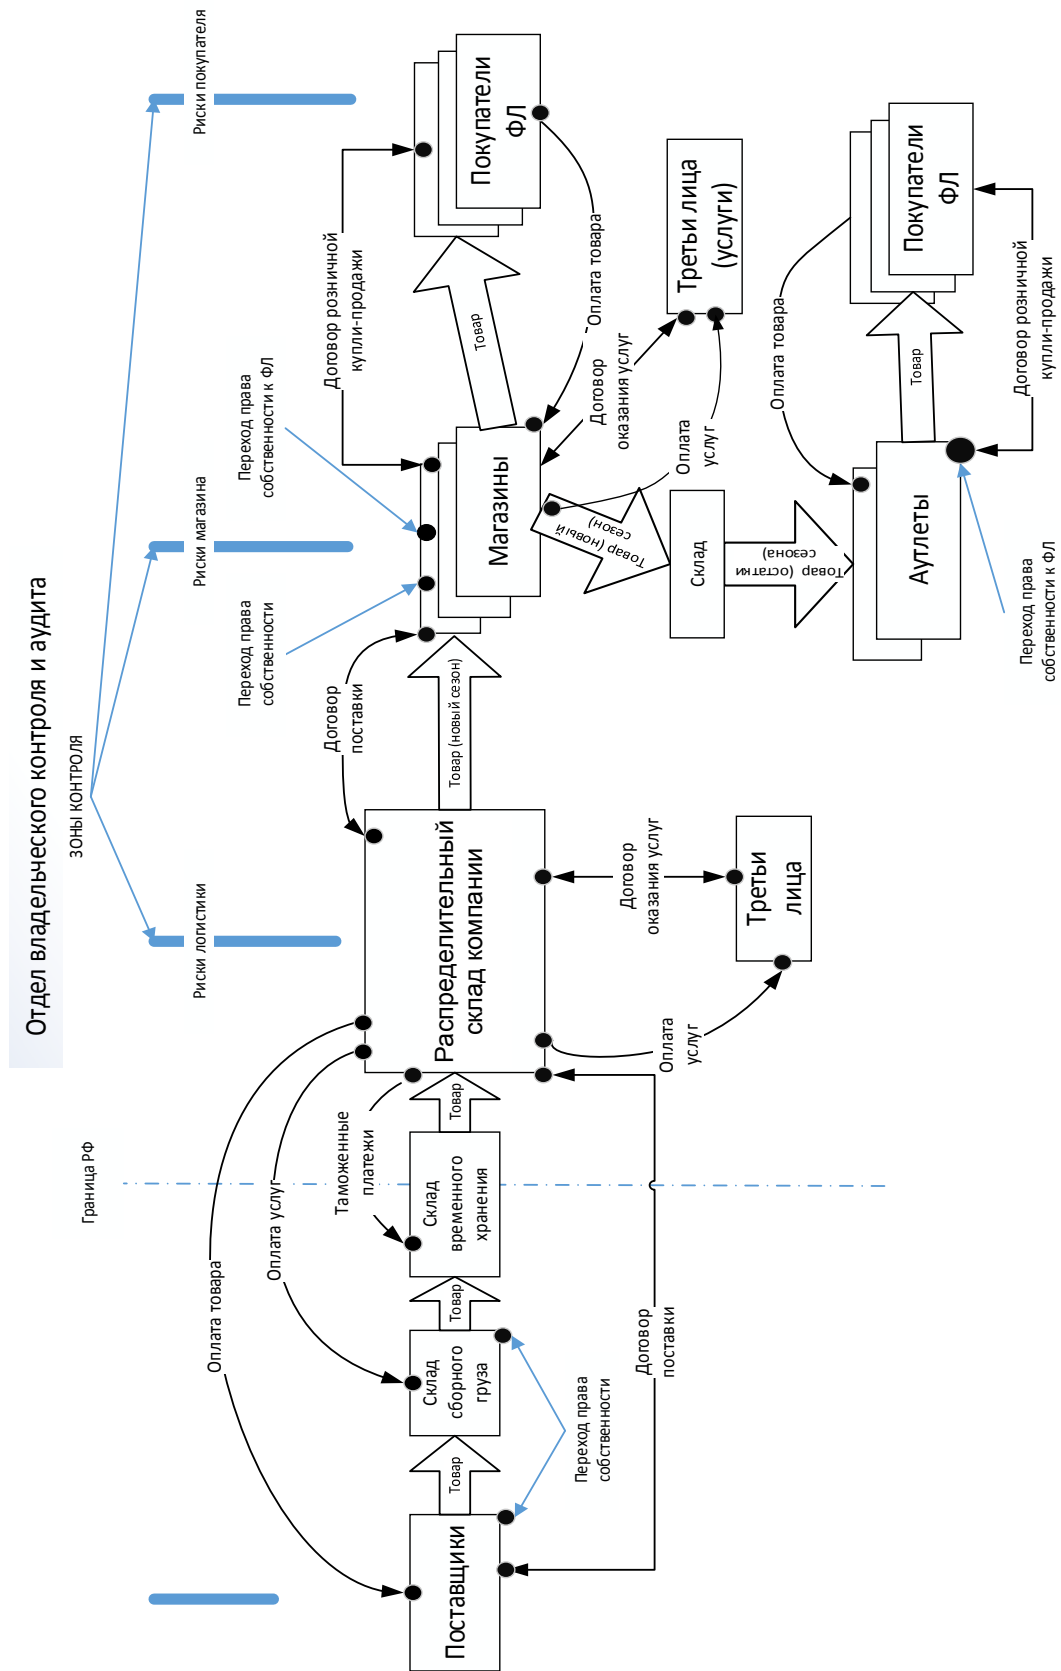 Отдел владельческого контроля и аудита
ЗОНЫ КОНТРОЛЯ
Граница РФ
Риски логистики
Риски магазина
Риски покупателя
Оплата товара
Оплата услуг
Таможенные
платежи
Договор
поставки
Переход права
собственности
Переход права
собственности к ФЛ
Договор розничной
купли-продажи
Поставщики
Товар
Склад
сборного
груза
Товар
Склад
временного
хранения
Товар
Распределительный
склад компании
Товар (новый сезон)
Магазины
Товар
Покупатели
ФЛ
Переход права
собственности
Договор
поставки
Оплата
услуг
Договор
оказания услуг
Третьи
лица
Товар (новый
сезон)
Оплата
услуг
Договор
оказания услуг
Оплата товара
Третьи лица
(услуги)
Склад
Товар (остатки
сезона)
Аутлеты
Товар
Покупатели
ФЛ
Оплата товара
Переход права
собственности к ФЛ
Договор розничной
купли-продажи